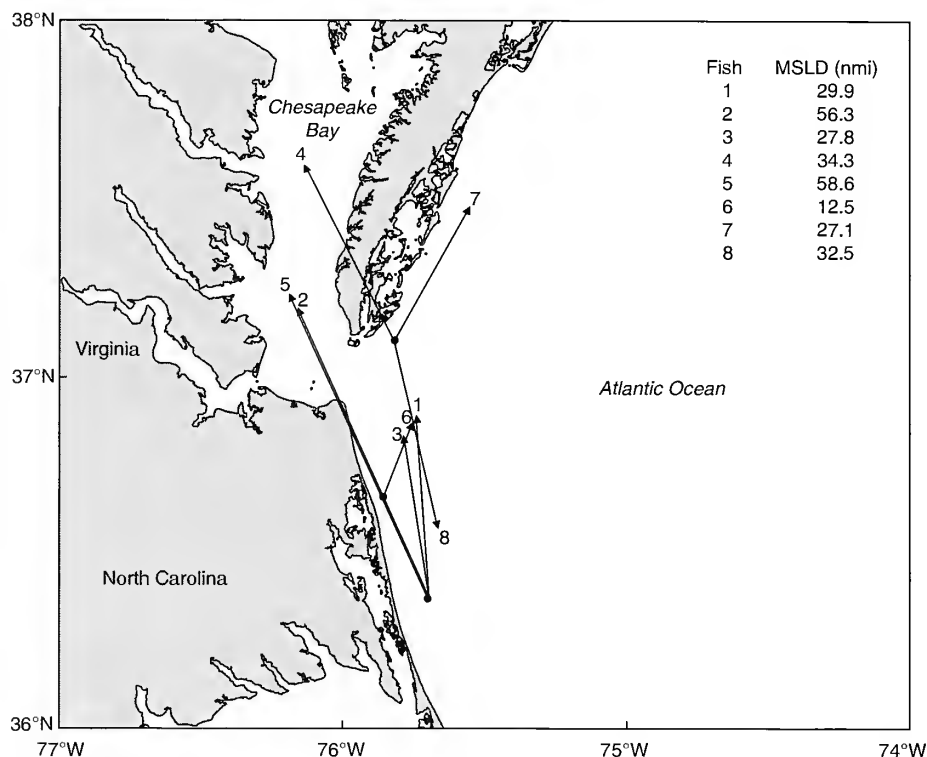 38°N
Fish MSLD (nmi)
1 29.9
2 56.3
3 27.8
4 34.3
5 58.6
6 12.5
7 27.1
8 32.5
Chesapeake
Bay
4
7
5
2
Virginia
37°N
Atlantic Ocean
6 1
3
8
North Carolina
36°N
77°W 76°W 75°W 74°W